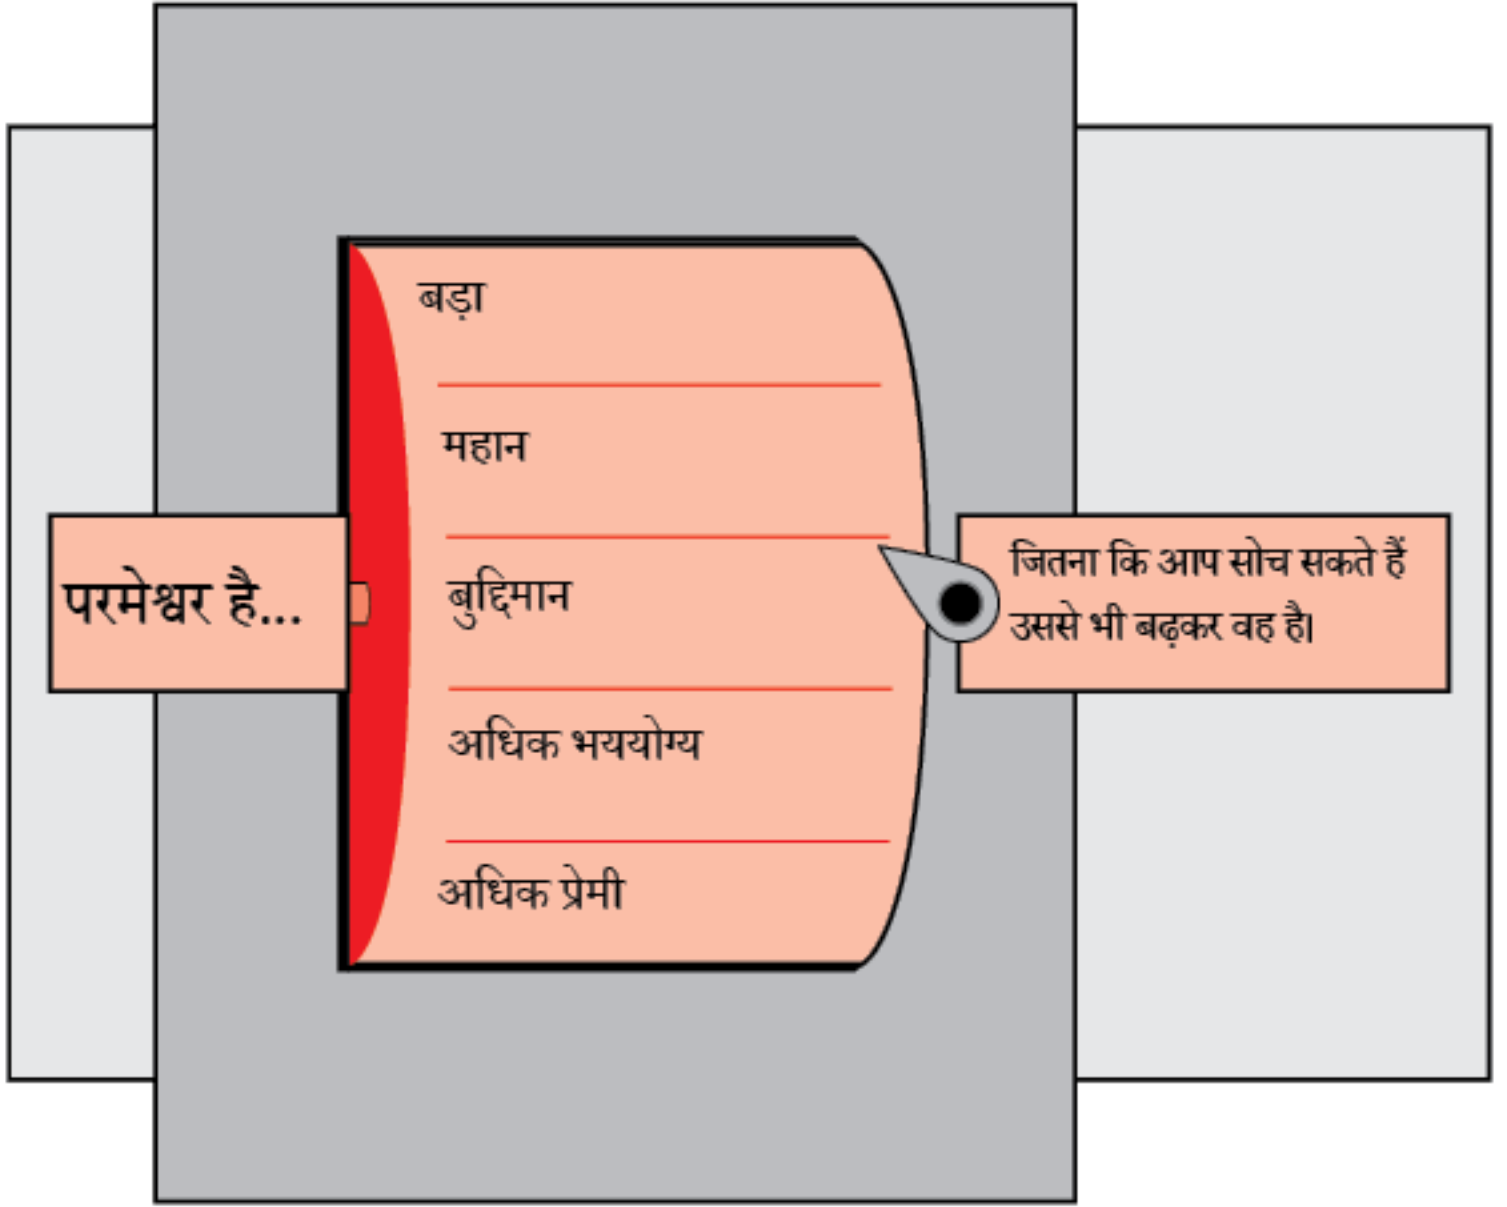 परमेश्वर है...
बड़ा
महान
बुद्दिमान
अधिक भययोग्य
अधिक प्रेमी
जितना कि आप सोच सकते हैं
उससे भी बढ़कर वह है।